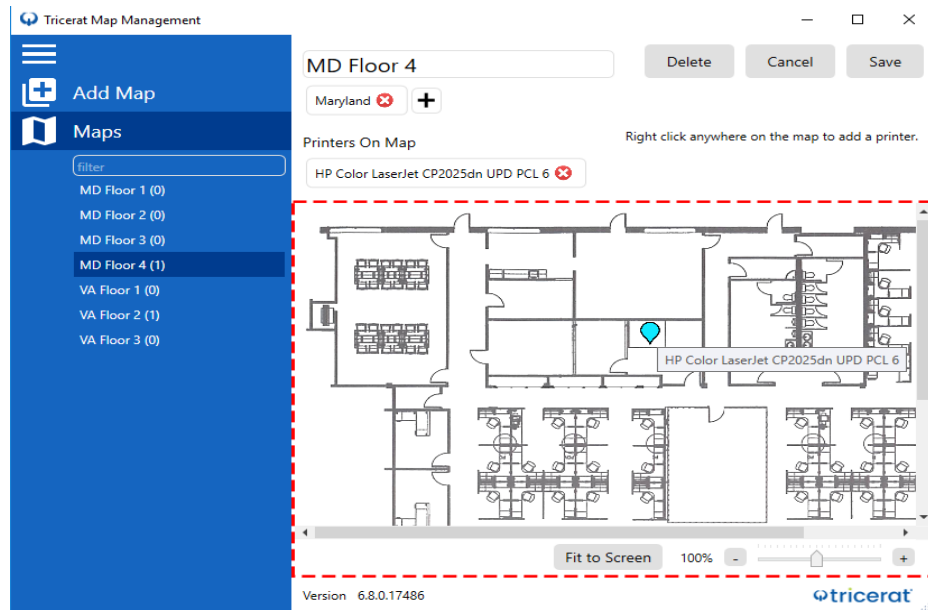 Tricerat Map Management
Add Map
Maps
filter
MD Floor 1 (0)
MD Floor 2 (0)
MD Floor 3 (0)
MD Floor 4 (1)
VA Floor 1 (0)
VA Floor 2 (1)
VA Floor 3 (0)
MD Floor 4
Delete
Cancel
Save
Maryland
Printers On Map
Right click anywhere on the map to add a printer.
HP Color LaserJet CP2025dn UPD PCL 6
HP Color LaserJet CP2025dn UPD PCL 6
Fit to Screen
100%
-
+
Version 6.8.0.17486
tricerat